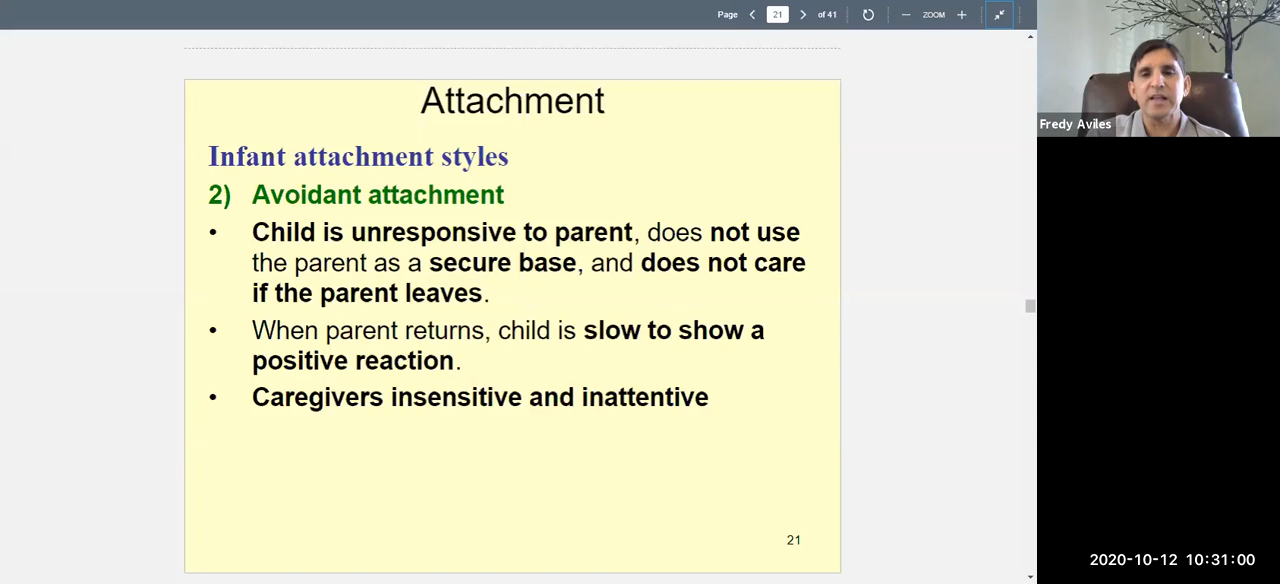 Page 21 of 41 ZOOM
Attachment
Infant attachment styles
2) Avoidant attachment
• Child is unresponsive to parent, does not use
the parent as a secure base, and does not care
if the parent leaves.
• When parent returns, child is slow to show a
positive reaction.
• Caregivers insensitive and inattentive
21
Fredy Aviles
2020-10-12 10:31:00